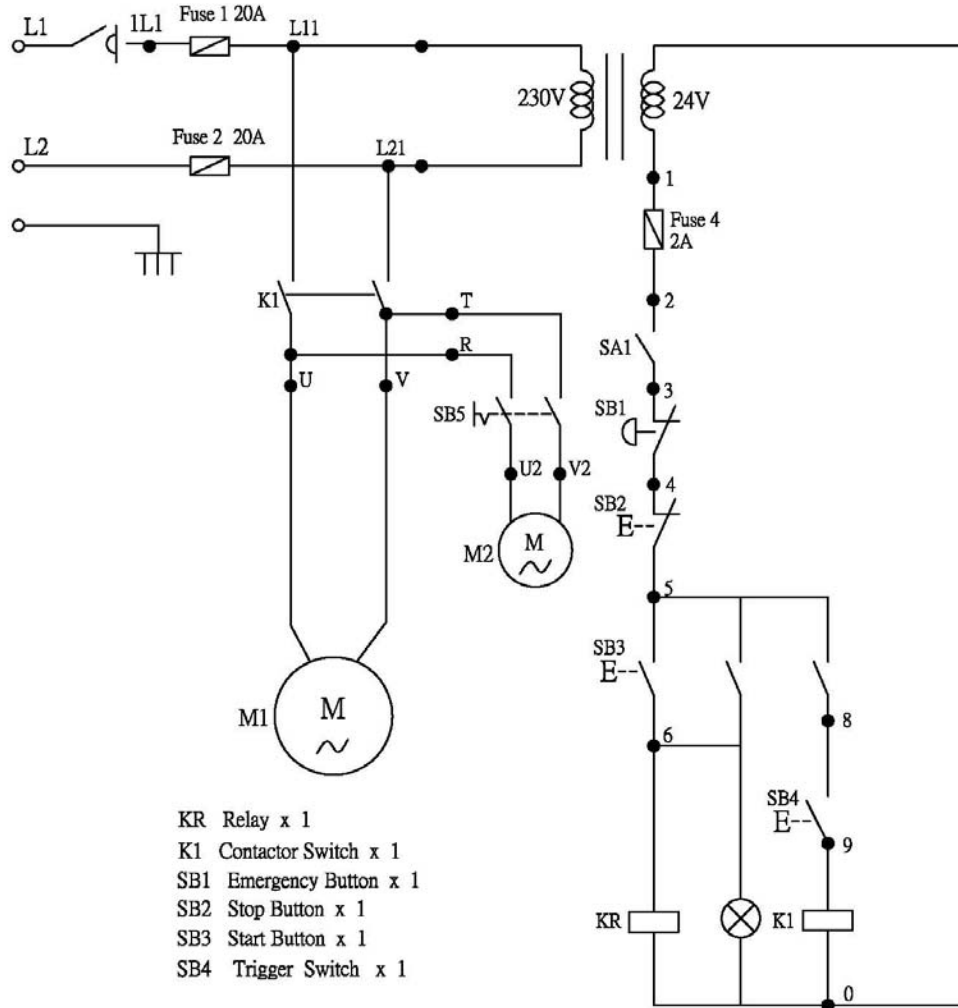 L1
1L1
Fuse 1 20A
L11
230V
24V
L2
Fuse 2 20A
L21
1
Fuse 4
2A
2
K1
T
SA1
R
3
U
V
SB5
SB1
U2
V2
4
SB2
E
M2
M
5
SB3
E
M1
M
6
8
SB4
E
9
KR Relay x 1
K1 Contactor Switch x 1
SB1 Emergency Button x 1
SB2 Stop Button x 1
SB3 Start Button x 1
SB4 Trigger Switch x 1
KR
K1
0